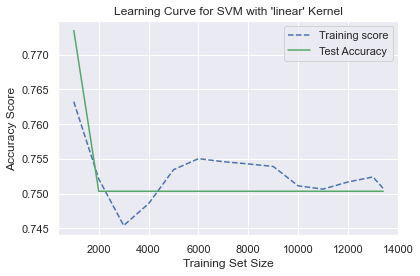 Learning Curve for SVM with 'linear' Kernel
Training score
Test Accuracy
0.770
0.765
0.760
0.755
0.750
0.745
Accuracy Score
2000 4000 6000 8000 10000 12000 14000
Training Set Size